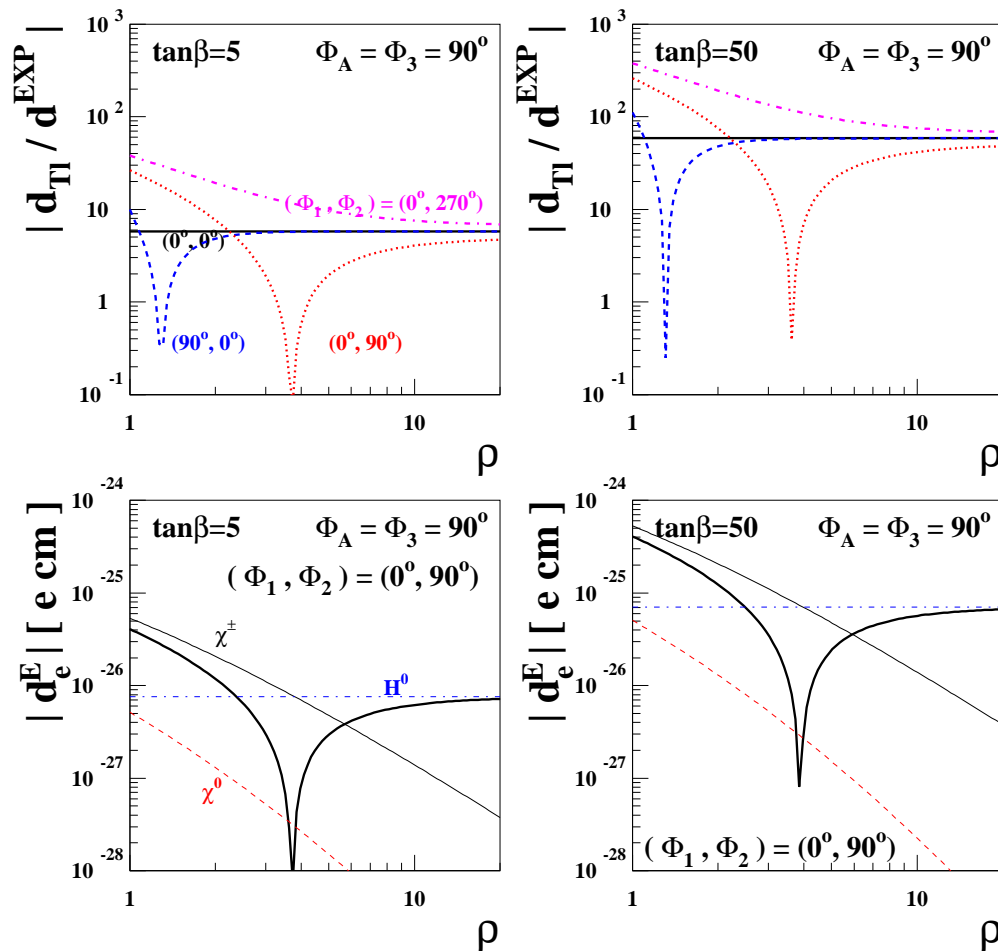 | d_Tl / d^EXP |
10^3
10^2
10
1
10^-1
tanβ=5 Φ_A = Φ_3 = 90°
(Φ_1 , Φ_2 ) = (0°, 270°)
(0°, 0°)
(90°, 0°)
(0°, 90°)
1 10
ρ
| d_Tl / d^EXP |
10^3
10^2
10
1
10^-1
tanβ=50 Φ_A = Φ_3 = 90°
1 10
ρ
| d_e^E | [ e cm ]
10^-24
10^-25
10^-26
10^-27
10^-28
tanβ=5 Φ_A = Φ_3 = 90°
( Φ_1 , Φ_2 ) = (0°, 90°)
χ^±
H^0
χ^0
1 10
ρ
| d_e^E | [ e cm ]
10^-24
10^-25
10^-26
10^-27
10^-28
tanβ=50 Φ_A = Φ_3 = 90°
( Φ_1 , Φ_2 ) = (0°, 90°)
1 10
ρ